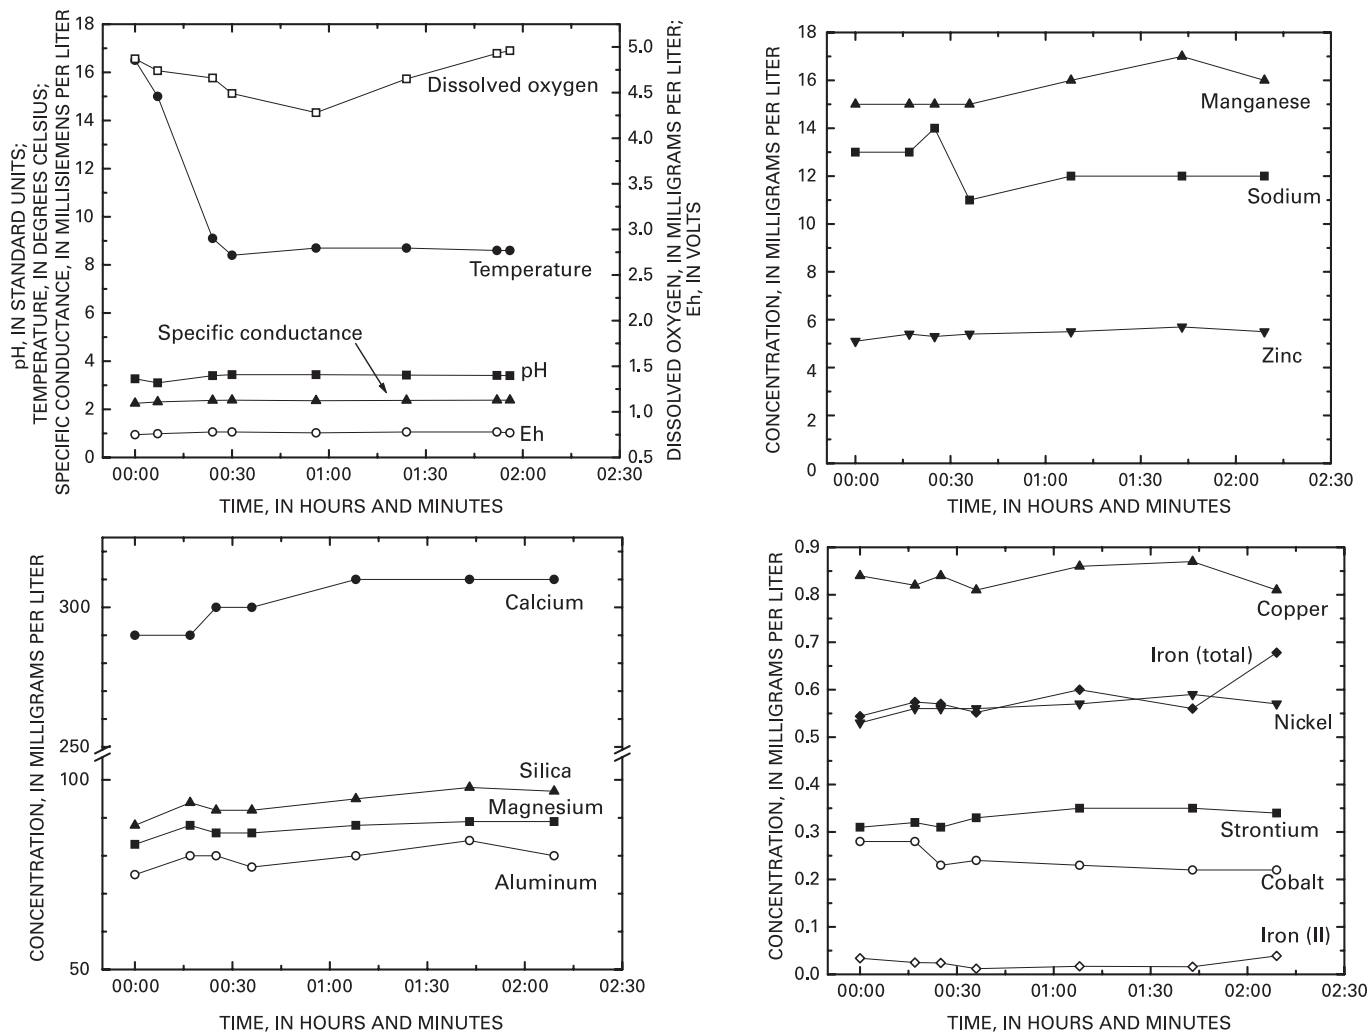 pH, IN STANDARD UNITS;
TEMPERATURE, IN DEGREES CELSIUS;
SPECIFIC CONDUCTANCE, IN MILLISIEMENS PER LITER
18
16
14
12
10
8
6
4
2
0
Dissolved oxygen
Temperature
Specific conductance
pH
Eh
5.0
4.5
4.0
3.5
3.0
2.5
2.0
1.5
1.0
0.5
DISSOLVED OXYGEN, IN MILLIGRAMS PER LITER;
Eh, IN VOLTS
00:00 00:30 01:00 01:30 02:00 02:30
TIME, IN HOURS AND MINUTES
CONCENTRATION, IN MILLIGRAMS PER LITER
18
16
14
12
10
8
6
4
2
0
Manganese
Sodium
Zinc
00:00 00:30 01:00 01:30 02:00 02:30
TIME, IN HOURS AND MINUTES
CONCENTRATION, IN MILLIGRAMS PER LITER
300
250
100
50
Calcium
Silica
Magnesium
Aluminum
00:00 00:30 01:00 01:30 02:00 02:30
TIME, IN HOURS AND MINUTES
CONCENTRATION, IN MILLIGRAMS PER LITER
0.9
0.8
0.7
0.6
0.5
0.4
0.3
0.2
0.1
0.0
Copper
Iron (total)
Nickel
Strontium
Cobalt
Iron (II)
00:00 00:30 01:00 01:30 02:00 02:30
TIME, IN HOURS AND MINUTES